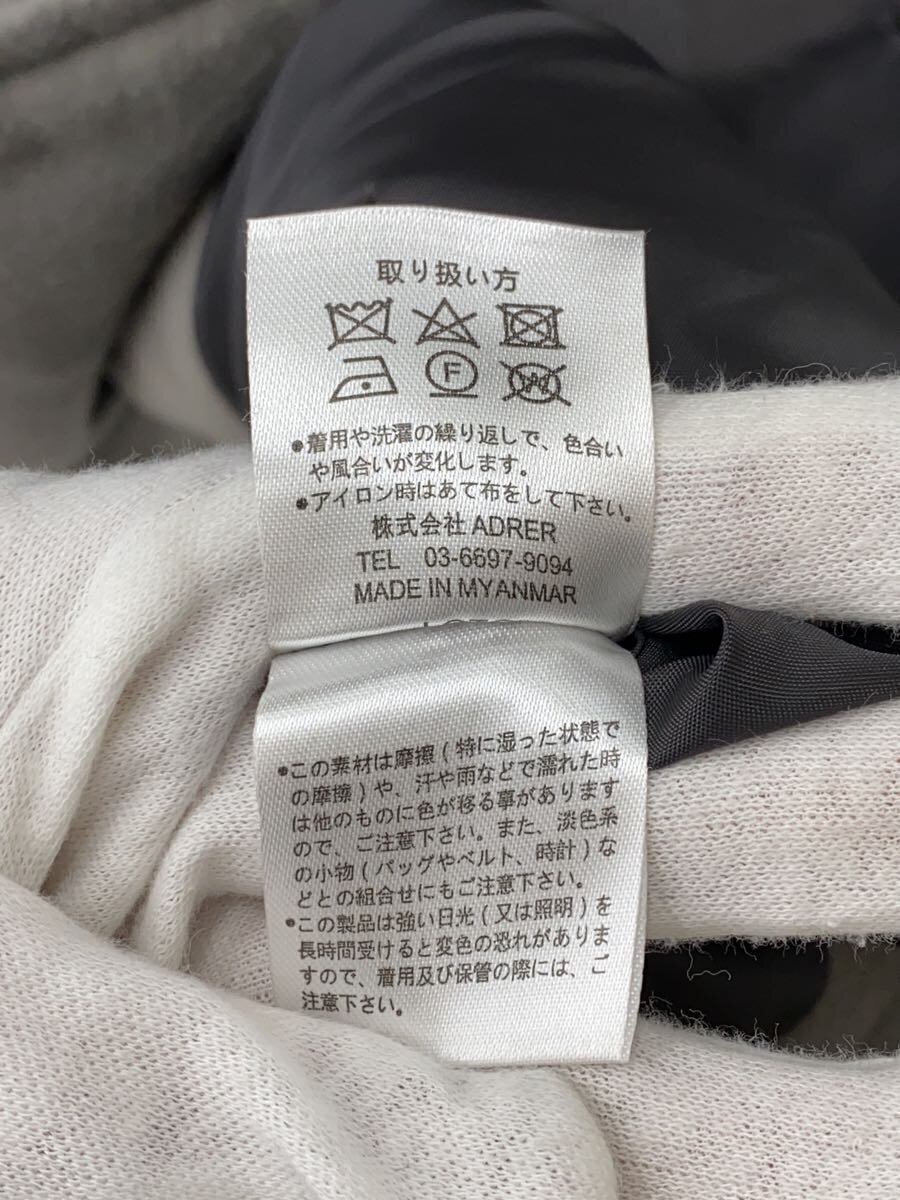 取り扱い方
F
W
●着用や洗濯の繰り返しで、色合い
や風合いが変化します。
●アイロン時はあて布をして下さい。
株式会社 ADRER
TEL 03-6697-9094
MADE IN MYANMAR
●この素材は摩擦(特に湿った状態で
の摩擦)や、汗や雨などで濡れた時
は他のものに色が移る事があります
ので、ご注意下さい。また、淡色系
の小物(バッグやベルト、時計)な
どとの組合せにもご注意下さい。
●この製品は強い日光(又は照明)を
長時間受けると変色の恐れがありま
すので、着用及び保管の際には、ご
注意下さい。